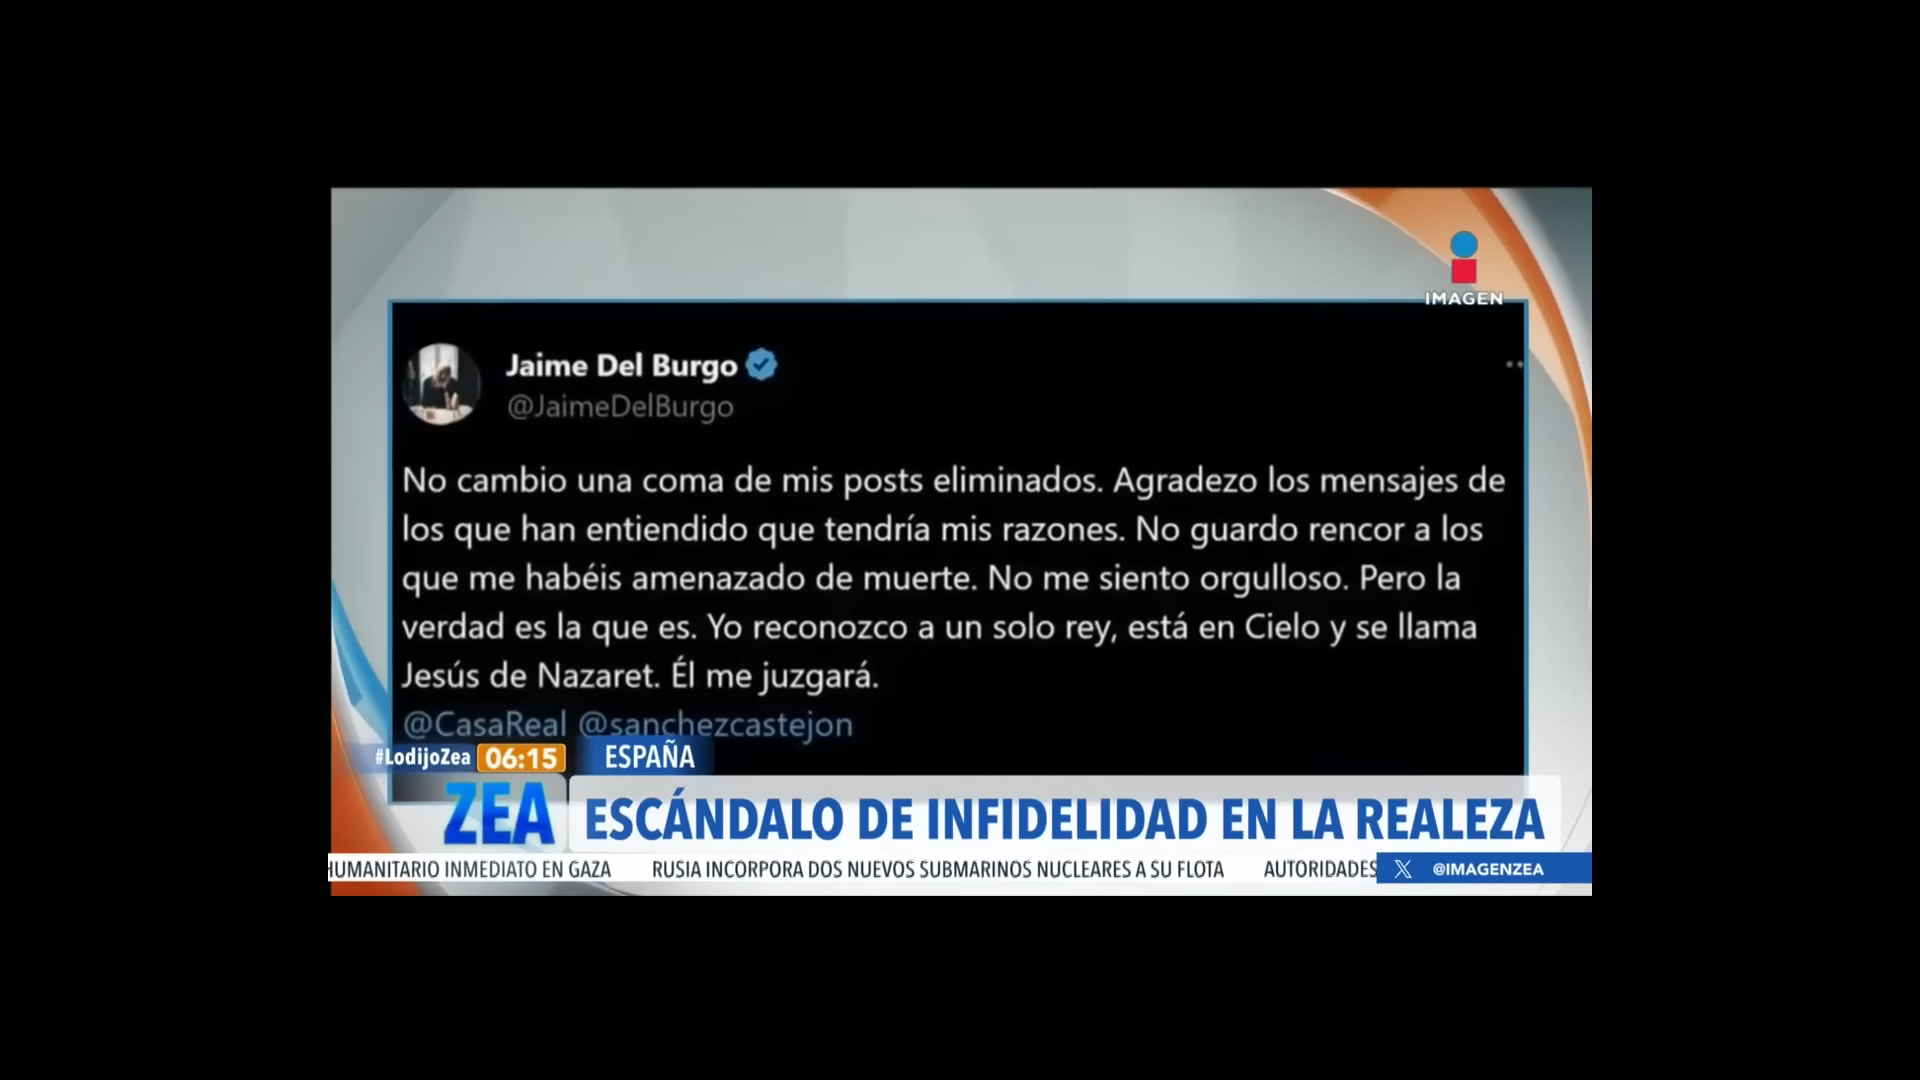 IMAGEN
Jaime Del Burgo
@JaimeDelBurgo
No cambio una coma de mis posts eliminados. Agradezo los mensajes de
los que han entiendido que tendría mis razones. No guardo rencor a los
que me habéis amenazado de muerte. No me siento orgulloso. Pero la
verdad es la que es. Yo reconozco a un solo rey, está en Cielo y se llama
Jesús de Nazaret. Él me juzgará.
@CasaReal @sanchezcastejon
#LodijoZea 06:15 ESPAÑA
ZEA ESCÁNDALO DE INFIDELIDAD EN LA REALEZA
HUMANITARIO INMEDIATO EN GAZA RUSIA INCORPORA DOS NUEVOS SUBMARINOS NUCLEARES A SU FLOTA AUTORIDADES X @IMAGENZEA